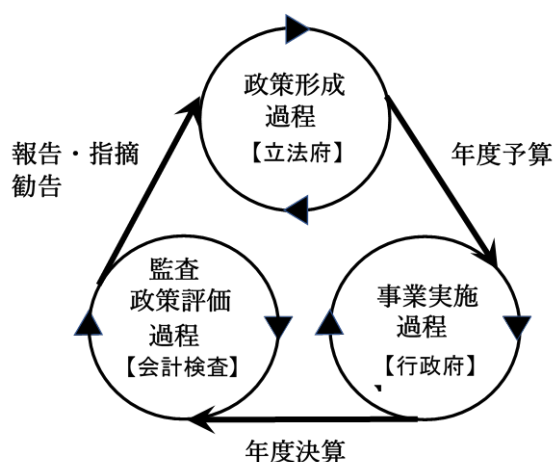 政策形成
過程
【立法府】
報告・指摘
勧告
年度予算
監査
政策評価
過程
【会計検査】
事業実施
過程
【行政府】
年度決算